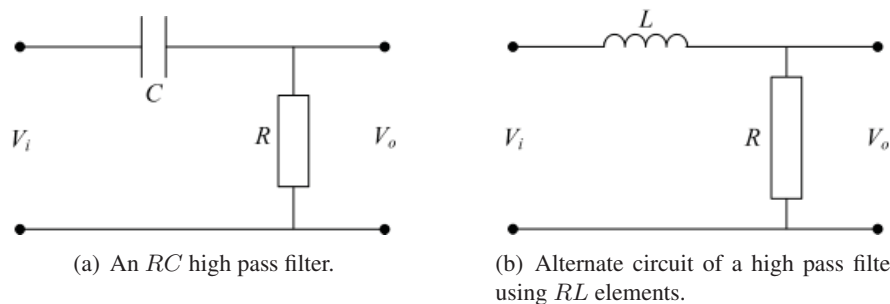 C
R
V_i
V_o
(a) An RC high pass filter.
L
R
V_i
V_o
(b) Alternate circuit of a high pass filte
using RL elements.